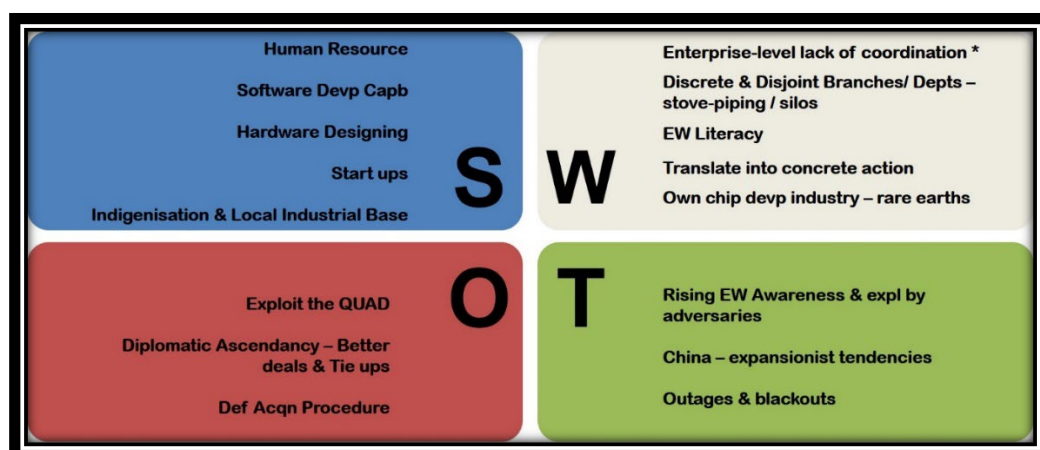 Human Resource
Software Devp Capb
Hardware Designing
Start ups
Indigenisation & Local Industrial Base
S
W
Enterprise-level lack of coordination *
Discrete & Disjoint Branches/ Depts –
stove-piping / silos
EW Literacy
Translate into concrete action
Own chip devp industry – rare earths
Exploit the QUAD
Diplomatic Ascendancy – Better
deals & Tie ups
Def Acqn Procedure
O
T
Rising EW Awareness & expl by
adversaries
China – expansionist tendencies
Outages & blackouts